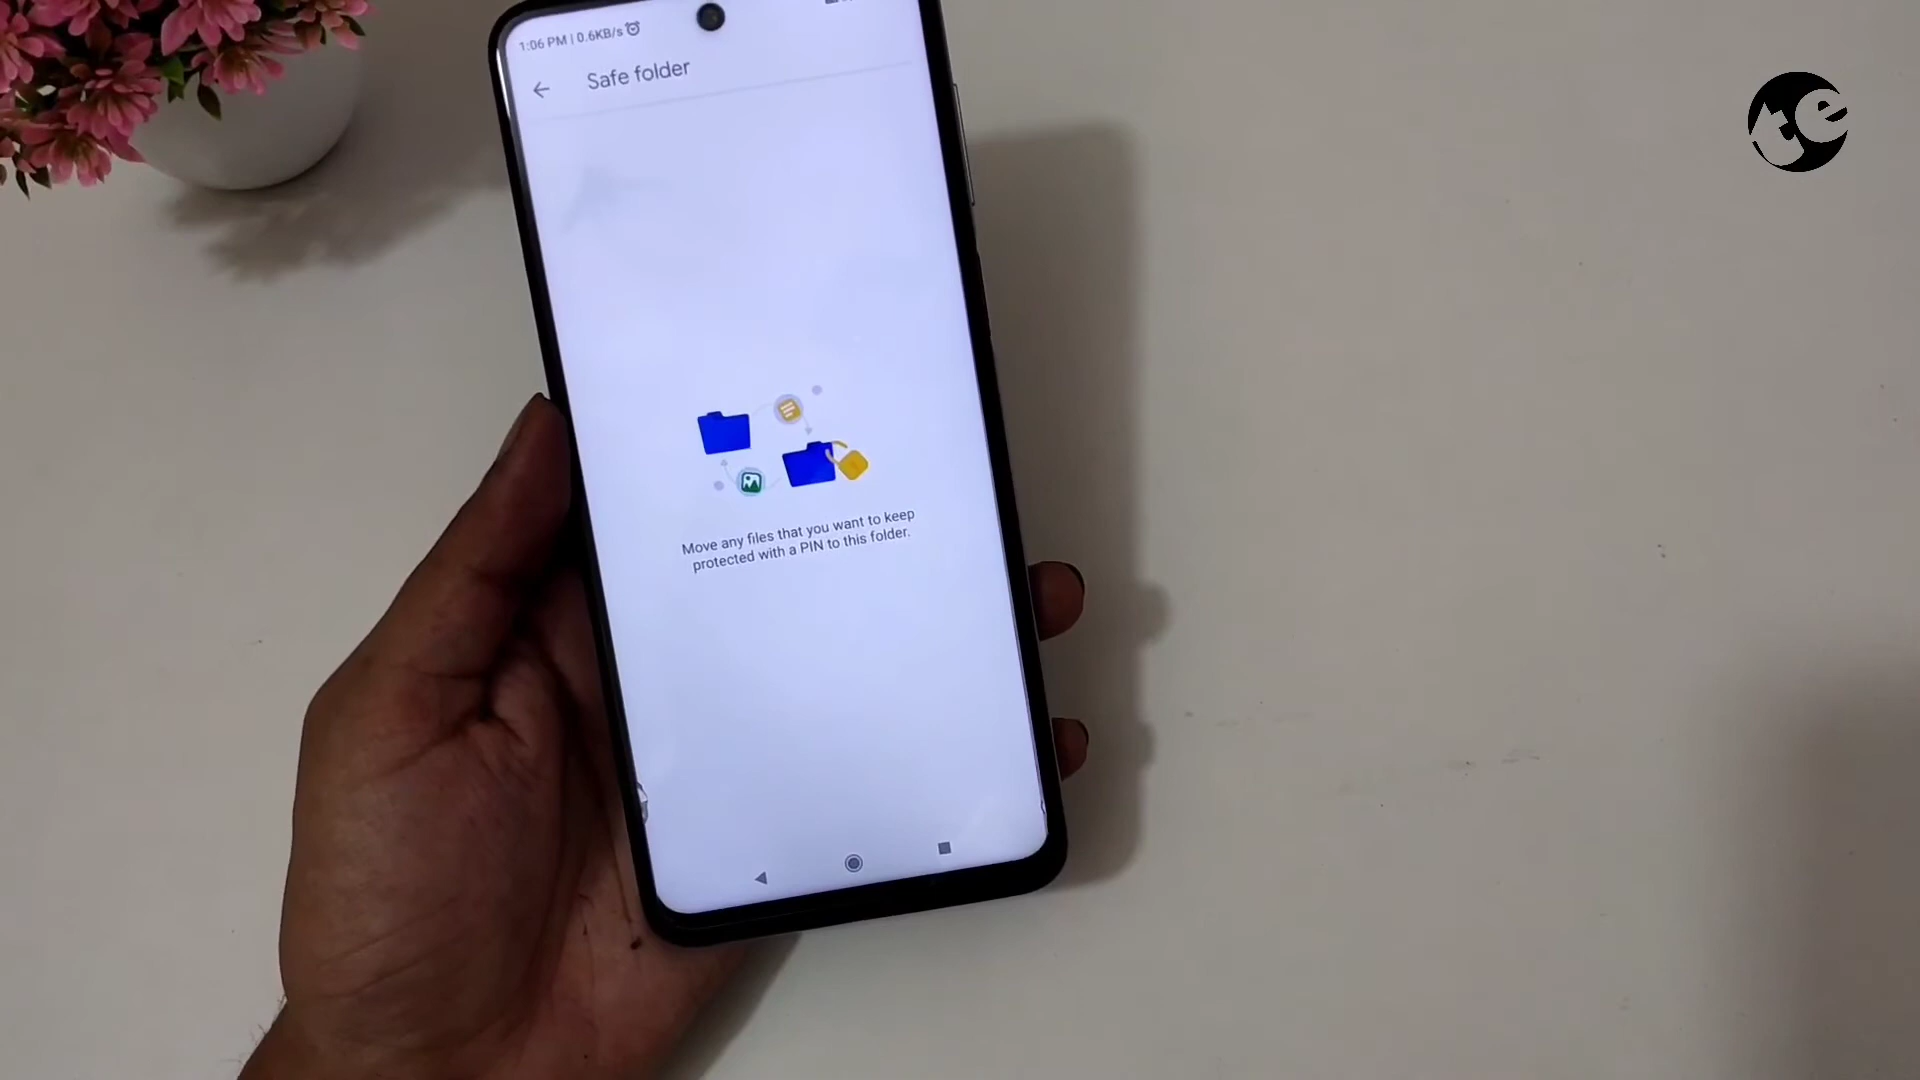 1:06 PM | 0.6KB/s
Safe folder
Move any files that you want to keep
protected with a PIN to this folder.
te